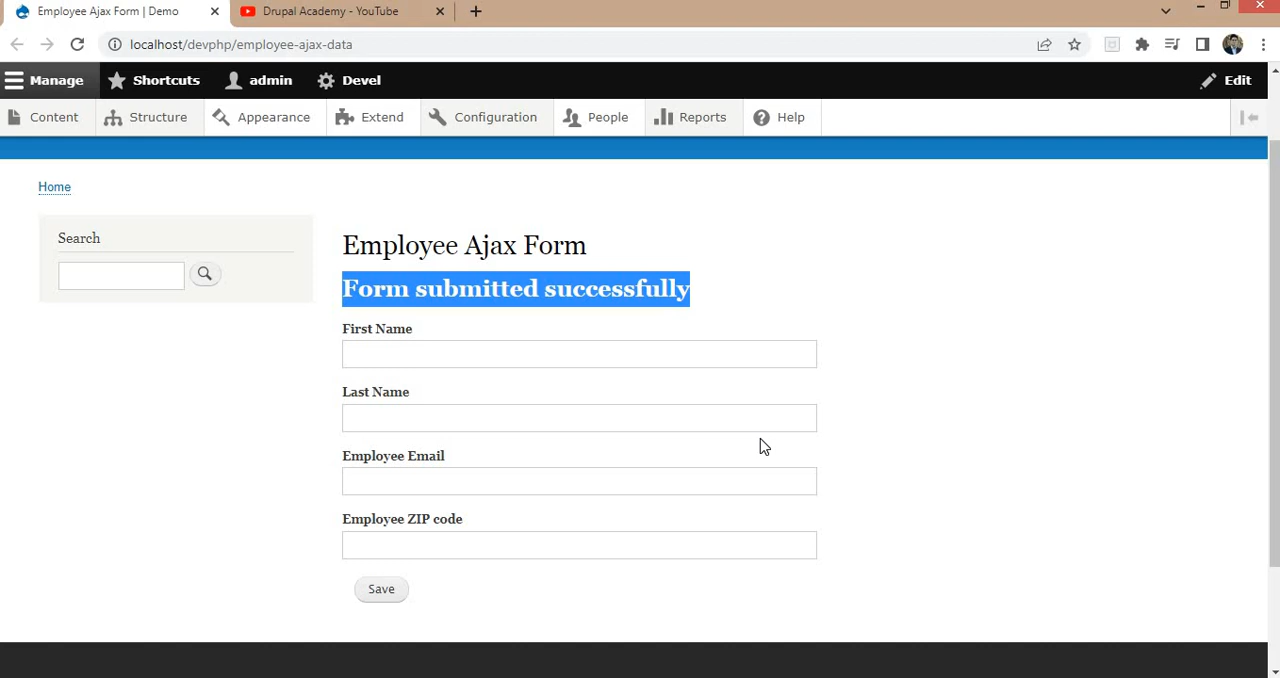 Employee Ajax Form | Demo
Drupal Academy - YouTube
localhost/devphp/employee-ajax-data
Manage Shortcuts admin Devel Edit
Content Structure Appearance Extend Configuration People Reports Help
Home
Search
Employee Ajax Form
Form submitted successfully
First Name
Last Name
Employee Email
Employee ZIP code
Save